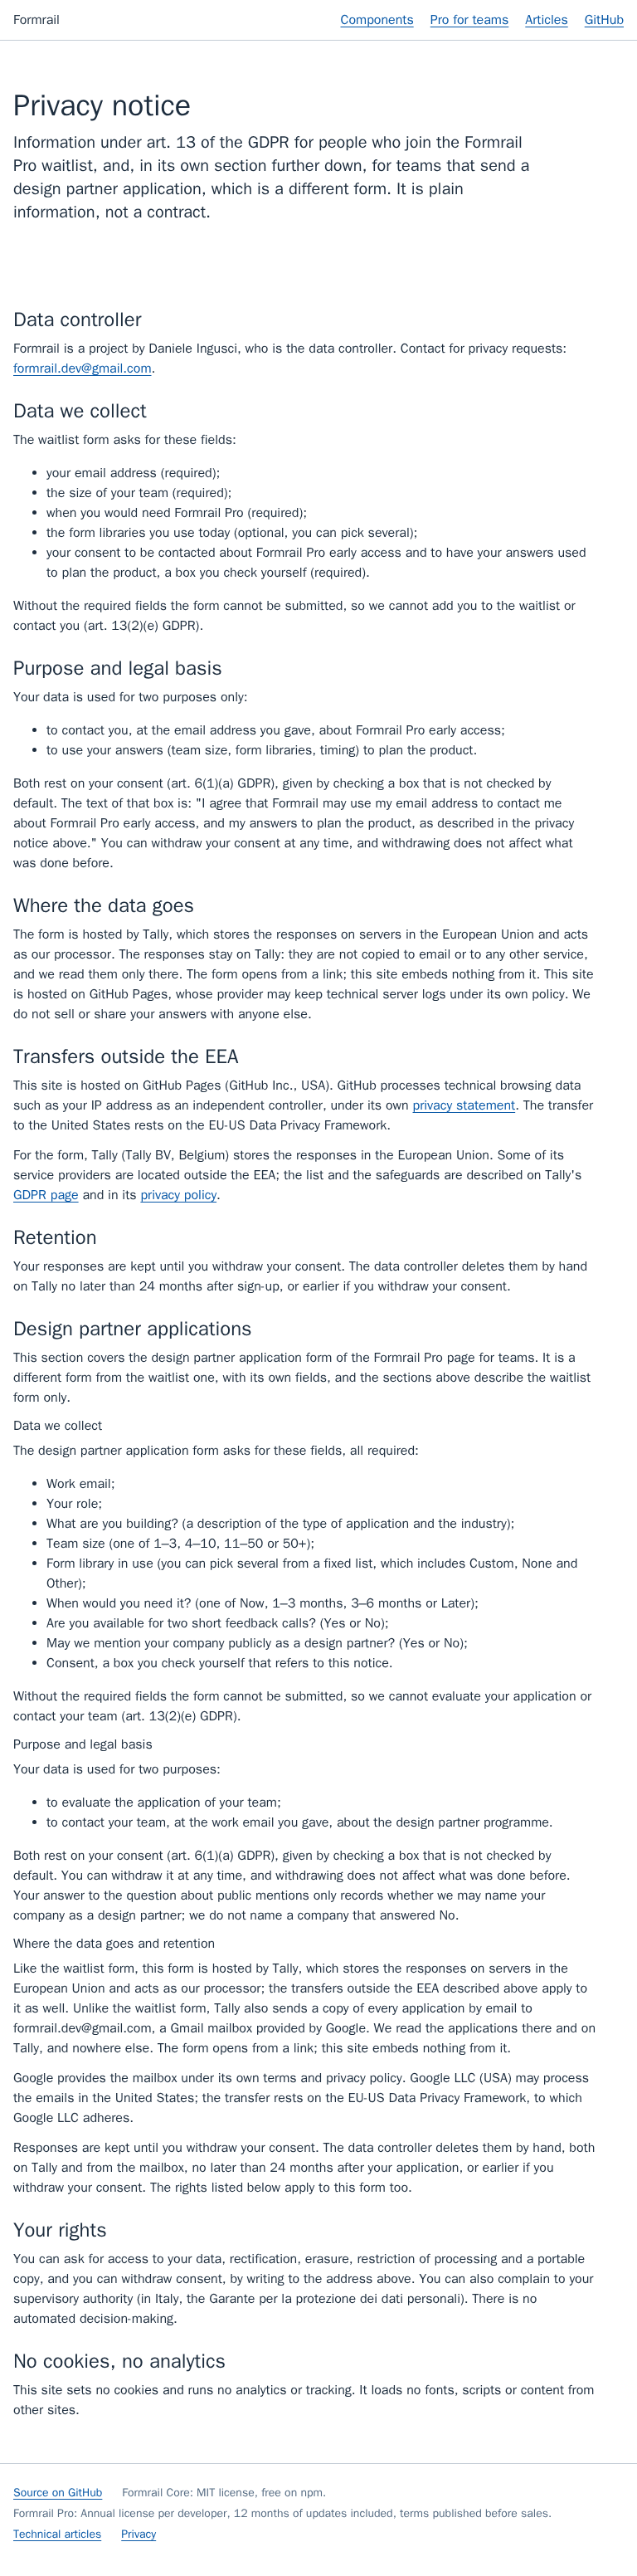 Formrail Components Pro for teams Articles GitHub
Privacy notice
Information under art. 13 of the GDPR for people who join the Formrail
Pro waitlist, and, in its own section further down, for teams that send a
design partner application, which is a different form. It is plain
information, not a contract.
Data controller
Formrail is a project by Daniele Ingusci, who is the data controller. Contact for privacy requests:
formrail.dev@gmail.com.
Data we collect
The waitlist form asks for these fields:
• your email address (required);
• the size of your team (required);
• when you would need Formrail Pro (required);
• the form libraries you use today (optional, you can pick several);
• your consent to be contacted about Formrail Pro early access and to have your answers used
to plan the product, a box you check yourself (required).
Without the required fields the form cannot be submitted, so we cannot add you to the waitlist or
contact you (art. 13(2)(e) GDPR).
Purpose and legal basis
Your data is used for two purposes only:
• to contact you, at the email address you gave, about Formrail Pro early access;
• to use your answers (team size, form libraries, timing) to plan the product.
Both rest on your consent (art. 6(1)(a) GDPR), given by checking a box that is not checked by
default. The text of that box is: "I agree that Formrail may use my email address to contact me
about Formrail Pro early access, and my answers to plan the product, as described in the privacy
notice above." You can withdraw your consent at any time, and withdrawing does not affect what
was done before.
Where the data goes
The form is hosted by Tally, which stores the responses on servers in the European Union and acts
as our processor. The responses stay on Tally: they are not copied to email or to any other service,
and we read them only there. The form opens from a link; this site embeds nothing from it. This site
is hosted on GitHub Pages, whose provider may keep technical server logs under its own policy. We
do not sell or share your answers with anyone else.
Transfers outside the EEA
This site is hosted on GitHub Pages (GitHub Inc., USA). GitHub processes technical browsing data
such as your IP address as an independent controller, under its own privacy statement. The transfer
to the United States rests on the EU-US Data Privacy Framework.
For the form, Tally (Tally BV, Belgium) stores the responses in the European Union. Some of its
service providers are located outside the EEA; the list and the safeguards are described on Tally's
GDPR page and in its privacy policy.
Retention
Your responses are kept until you withdraw your consent. The data controller deletes them by hand
on Tally no later than 24 months after sign-up, or earlier if you withdraw your consent.
Design partner applications
This section covers the design partner application form of the Formrail Pro page for teams. It is a
different form from the waitlist one, with its own fields, and the sections above describe the waitlist
form only.
Data we collect
The design partner application form asks for these fields, all required:
• Work email;
• Your role;
• What are you building? (a description of the type of application and the industry);
• Team size (one of 1–3, 4–10, 11–50 or 50+);
• Form library in use (you can pick several from a fixed list, which includes Custom, None and
Other);
• When would you need it? (one of Now, 1–3 months, 3–6 months or Later);
• Are you available for two short feedback calls? (Yes or No);
• May we mention your company publicly as a design partner? (Yes or No);
• Consent, a box you check yourself that refers to this notice.
Without the required fields the form cannot be submitted, so we cannot evaluate your application or
contact your team (art. 13(2)(e) GDPR).
Purpose and legal basis
Your data is used for two purposes:
• to evaluate the application of your team;
• to contact your team, at the work email you gave, about the design partner programme.
Both rest on your consent (art. 6(1)(a) GDPR), given by checking a box that is not checked by
default. You can withdraw it at any time, and withdrawing does not affect what was done before.
Your answer to the question about public mentions only records whether we may name your
company as a design partner; we do not name a company that answered No.
Where the data goes and retention
Like the waitlist form, this form is hosted by Tally, which stores the responses on servers in the
European Union and acts as our processor; the transfers outside the EEA described above apply to
it as well. Unlike the waitlist form, Tally also sends a copy of every application by email to
formrail.dev@gmail.com, a Gmail mailbox provided by Google. We read the applications there and on
Tally, and nowhere else. The form opens from a link; this site embeds nothing from it.
Google provides the mailbox under its own terms and privacy policy. Google LLC (USA) may process
the emails in the United States; the transfer rests on the EU-US Data Privacy Framework, to which
Google LLC adheres.
Responses are kept until you withdraw your consent. The data controller deletes them by hand, both
on Tally and from the mailbox, no later than 24 months after your application, or earlier if you
withdraw your consent. The rights listed below apply to this form too.
Your rights
You can ask for access to your data, rectification, erasure, restriction of processing and a portable
copy, and you can withdraw consent, by writing to the address above. You can also complain to your
supervisory authority (in Italy, the Garante per la protezione dei dati personali). There is no
automated decision-making.
No cookies, no analytics
This site sets no cookies and runs no analytics or tracking. It loads no fonts, scripts or content from
other sites.
Source on GitHub Formrail Core: MIT license, free on npm.
Formrail Pro: Annual license per developer, 12 months of updates included, terms published before sales.
Technical articles Privacy